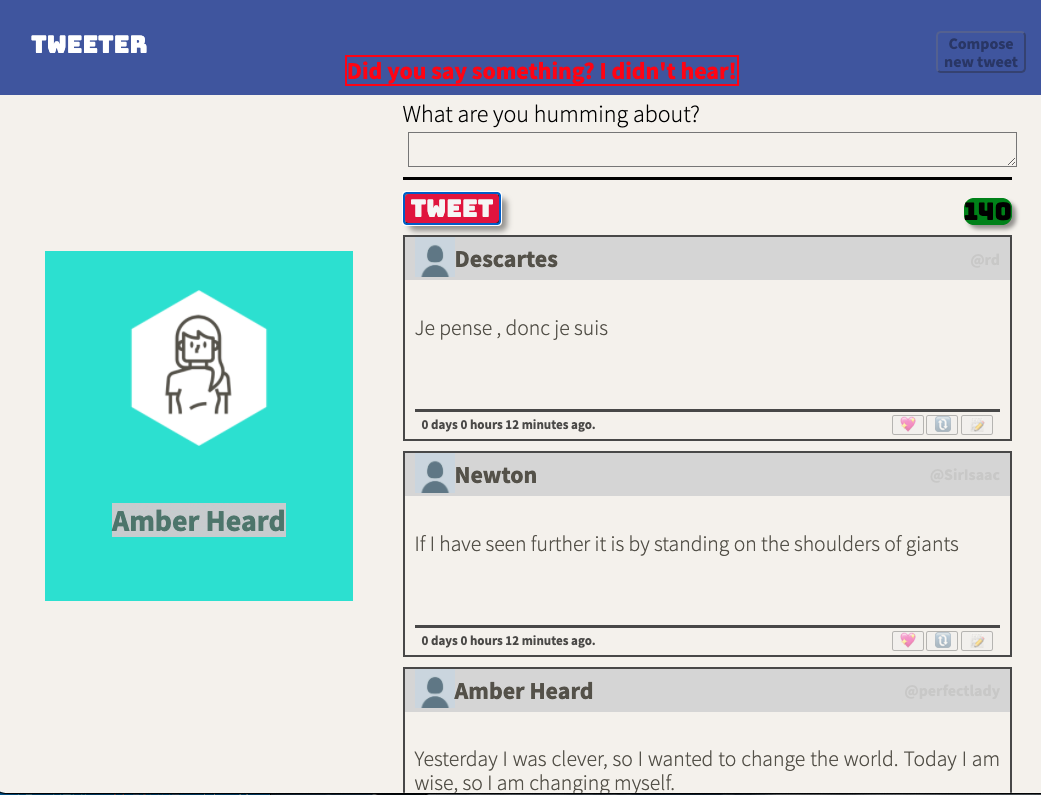 TWEETER
Compose
new tweet
Did you say something? I didn't hear!
What are you humming about?
TWEET
140
Descartes
@rd
Je pense , donc je suis
0 days 0 hours 12 minutes ago.
Amber Heard
Newton
@SirIsaac
If I have seen further it is by standing on the shoulders of giants
0 days 0 hours 12 minutes ago.
Amber Heard
@perfectlady
Yesterday I was clever, so I wanted to change the world. Today I am
wise, so I am changing myself.